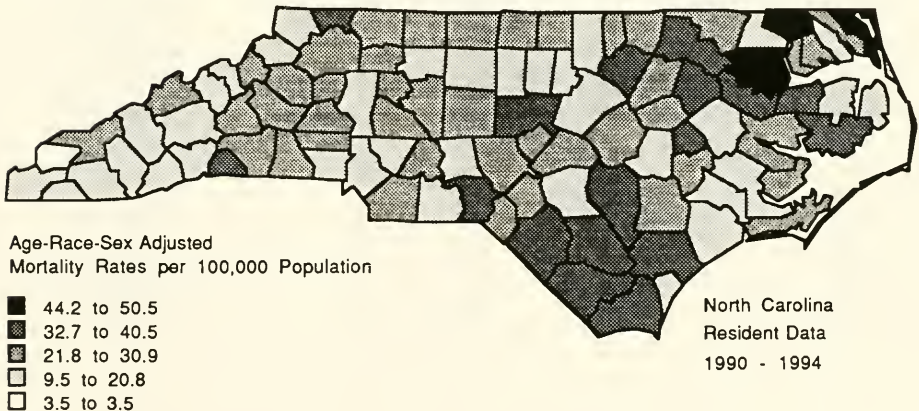 Age-Race-Sex Adjusted
Mortality Rates per 100,000 Population
44.2 to 50.5
32.7 to 40.5
21.8 to 30.9
9.5 to 20.8
3.5 to 3.5
North Carolina
Resident Data
1990 - 1994